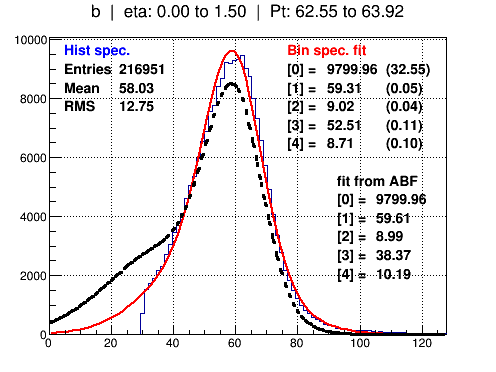 b | eta: 0.00 to 1.50 | Pt: 62.55 to 63.92
Hist spec.
Entries 216951
Mean 58.03
RMS 12.75
Bin spec. fit
[0] = 9799.96 (32.55)
[1] = 59.31 (0.05)
[2] = 9.02 (0.04)
[3] = 52.51 (0.11)
[4] = 8.71 (0.10)
fit from ABF
[0] = 9799.96
[1] = 59.61
[2] = 8.99
[3] = 38.37
[4] = 10.19
10000
8000
6000
4000
2000
0
0 20 40 60 80 100 120